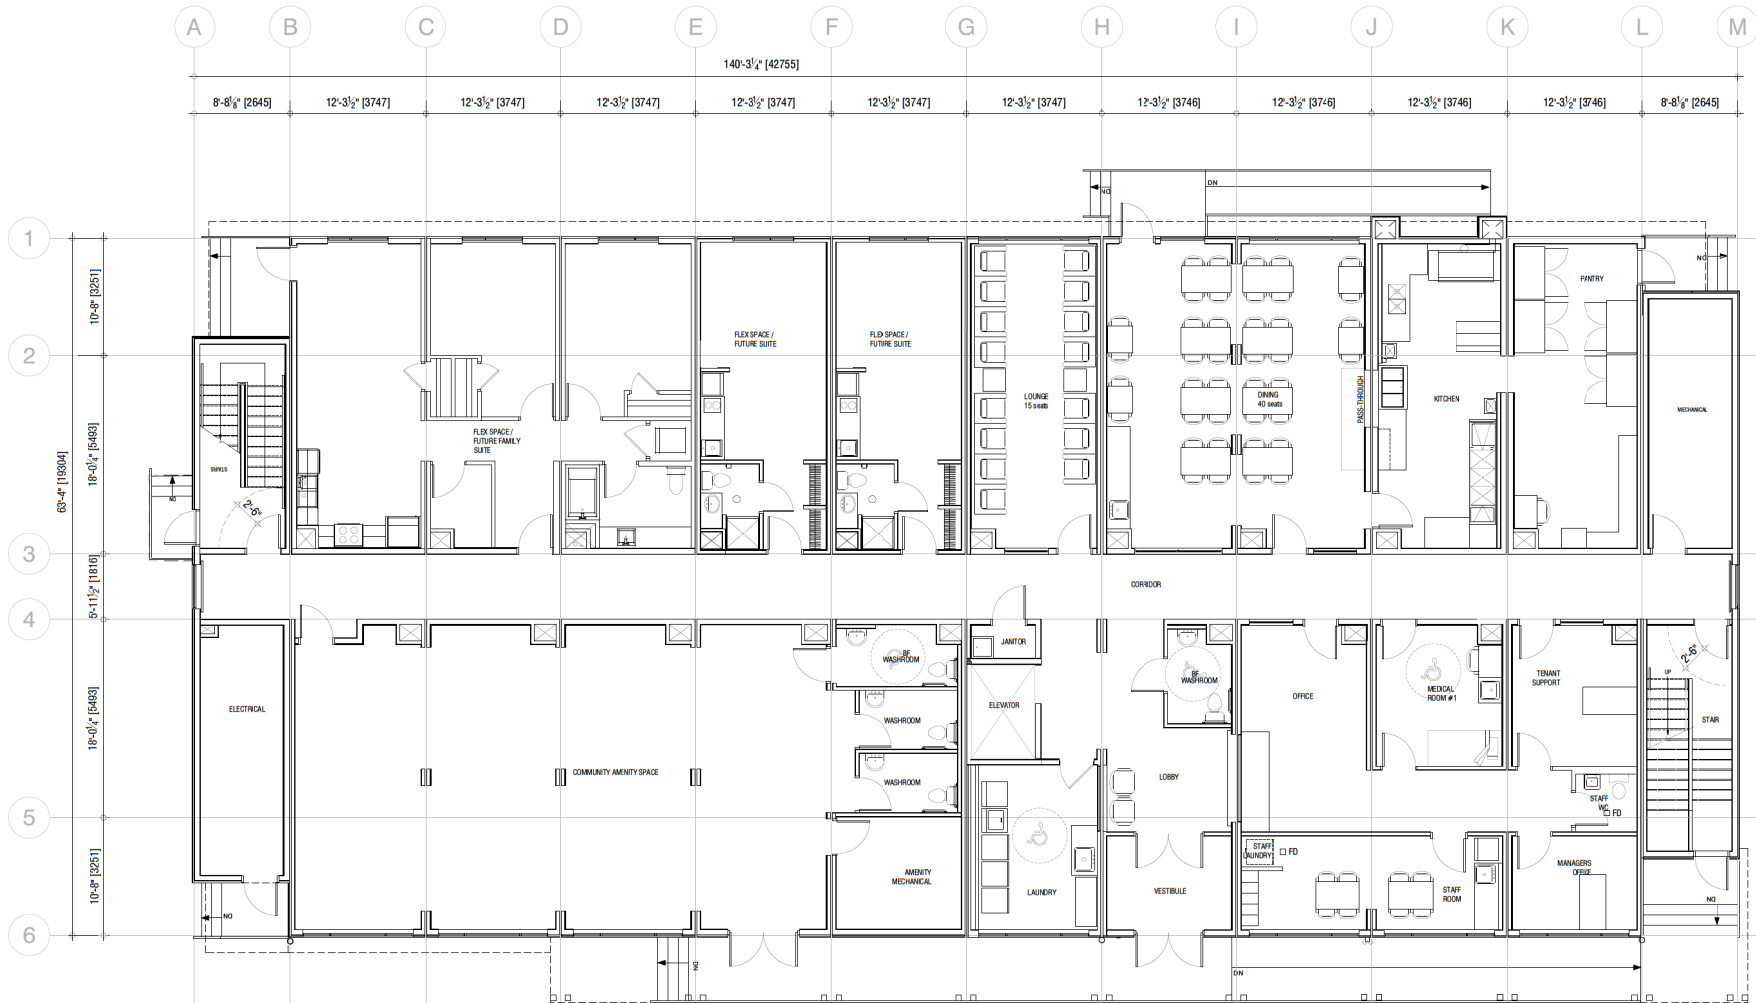 A B C D E F G H I J K L M
140'-3¼" [42755]
8'-8⅛" [2645] 12'-3½" [3747] 12'-3½" [3747] 12'-3½" [3747] 12'-3½" [3747] 12'-3½" [3747] 12'-3½" [3747] 12'-3½" [3746] 12'-3½" [3746] 12'-3½" [3746] 12'-3½" [3746] 8'-8⅛" [2645]
DN
DN
1
10'-8" [3251]
DN
PANTRY
FLEX SPACE /
FUTURE SUITE
FLEX SPACE /
FUTURE SUITE
2
63'-4" [19304]
18'-0¼" [5493]
LOUNGE
15 seats
DINING
40 seats
PASS-THROUGH
KITCHEN
MECHANICAL
FLEX SPACE /
FUTURE FAMILY
SUITE
STAIRS
DN
2'-6"
3
5'-11½" [1816]
CORRIDOR
4
JANITOR
BF
WASHROOM
BF
WASHROOM
2'-6"
UP
TENANT
SUPPORT
MEDICAL
ROOM #1
OFFICE
ELEVATOR
ELECTRICAL
WASHROOM
STAIR
18'-0¼" [5493]
COMMUNITY AMENITY SPACE
WASHROOM
LOBBY
STAFF
WC
FD
5
STAFF
LAUNDRY
FD
MANAGERS
OFFICE
AMENITY
MECHANICAL
LAUNDRY
VESTIBULE
STAFF
ROOM
10'-8" [3251]
DN
DN
6
DN
DN